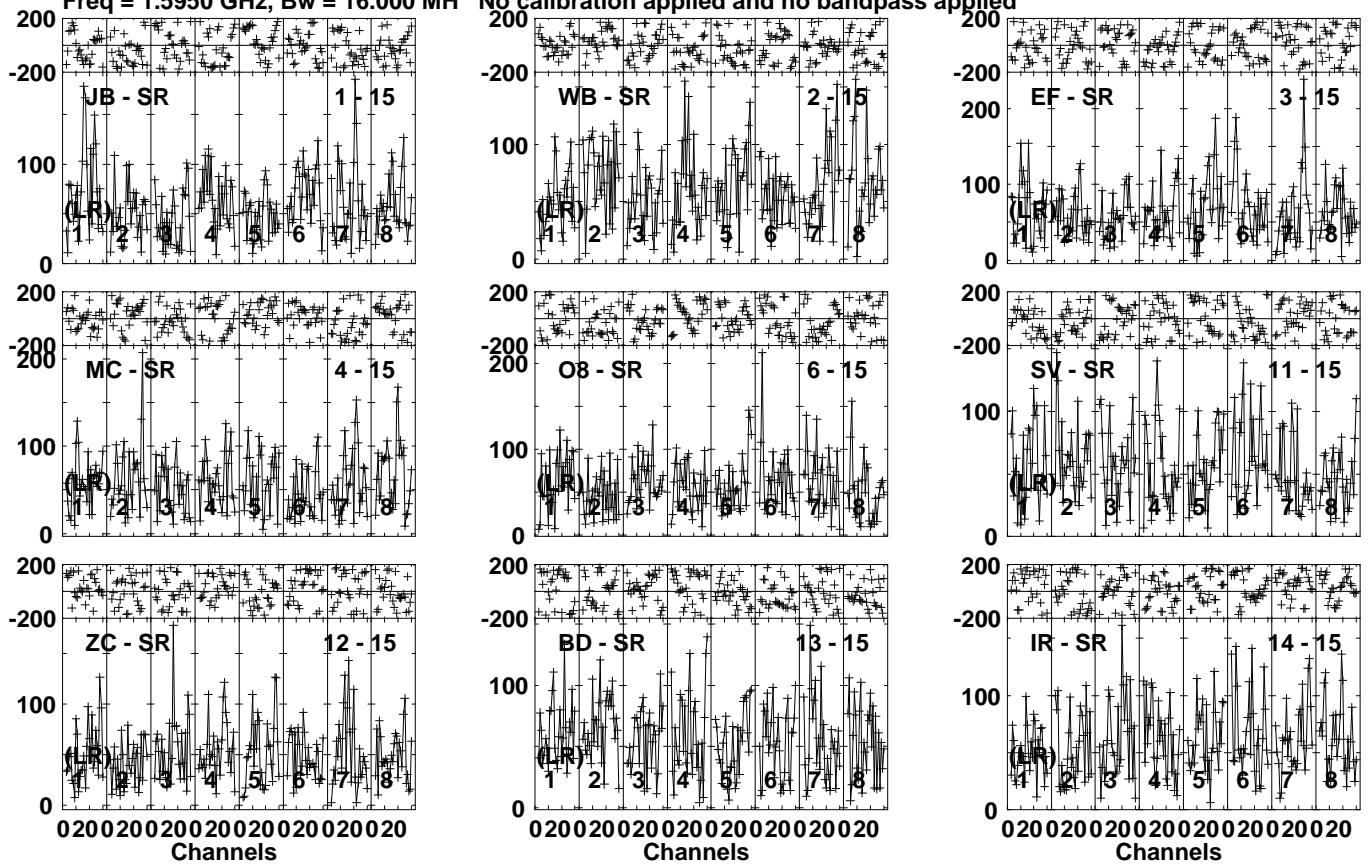 Freq = 1.5950 GHz, Bw = 16.000 MH No calibration applied and no bandpass applied
200 200 200
-200 -200 -200
JB - SR 1 - 15 WB - SR 2 - 15 EF - SR 3 - 15
200
100 100 100
(LR) (LR) (LR)
1 2 3 4 5 6 7 8 1 2 3 4 5 6 7 8 1 2 3 4 5 6 7 8
0 0 0
200 200 200
-200 -200 -200
200 200
MC - SR 4 - 15 O8 - SR 6 - 15 SV - SR 11 - 15
100 100 100
(LR) (LR) (LR)
1 2 3 4 5 6 7 8 1 2 3 4 5 6 7 8 1 2 3 4 5 6 7 8
0 0 0
200 200 200
-200 -200 -200
ZC - SR 12 - 15 BD - SR 13 - 15 IR - SR 14 - 15
100 100 100
(LR) (LR) (LR)
1 2 3 4 5 6 7 8 1 2 3 4 5 6 7 8 1 2 3 4 5 6 7 8
0 0 0
0 20 0 20 0 20 0 20 0 20 0 20 0 20 0 20 0 20 0 20 0 20 0 20 0 20 0 20 0 20 0 20 0 20 0 20 0 20 0 20 0 20 0 20 0 20 0 20
Channels Channels Channels